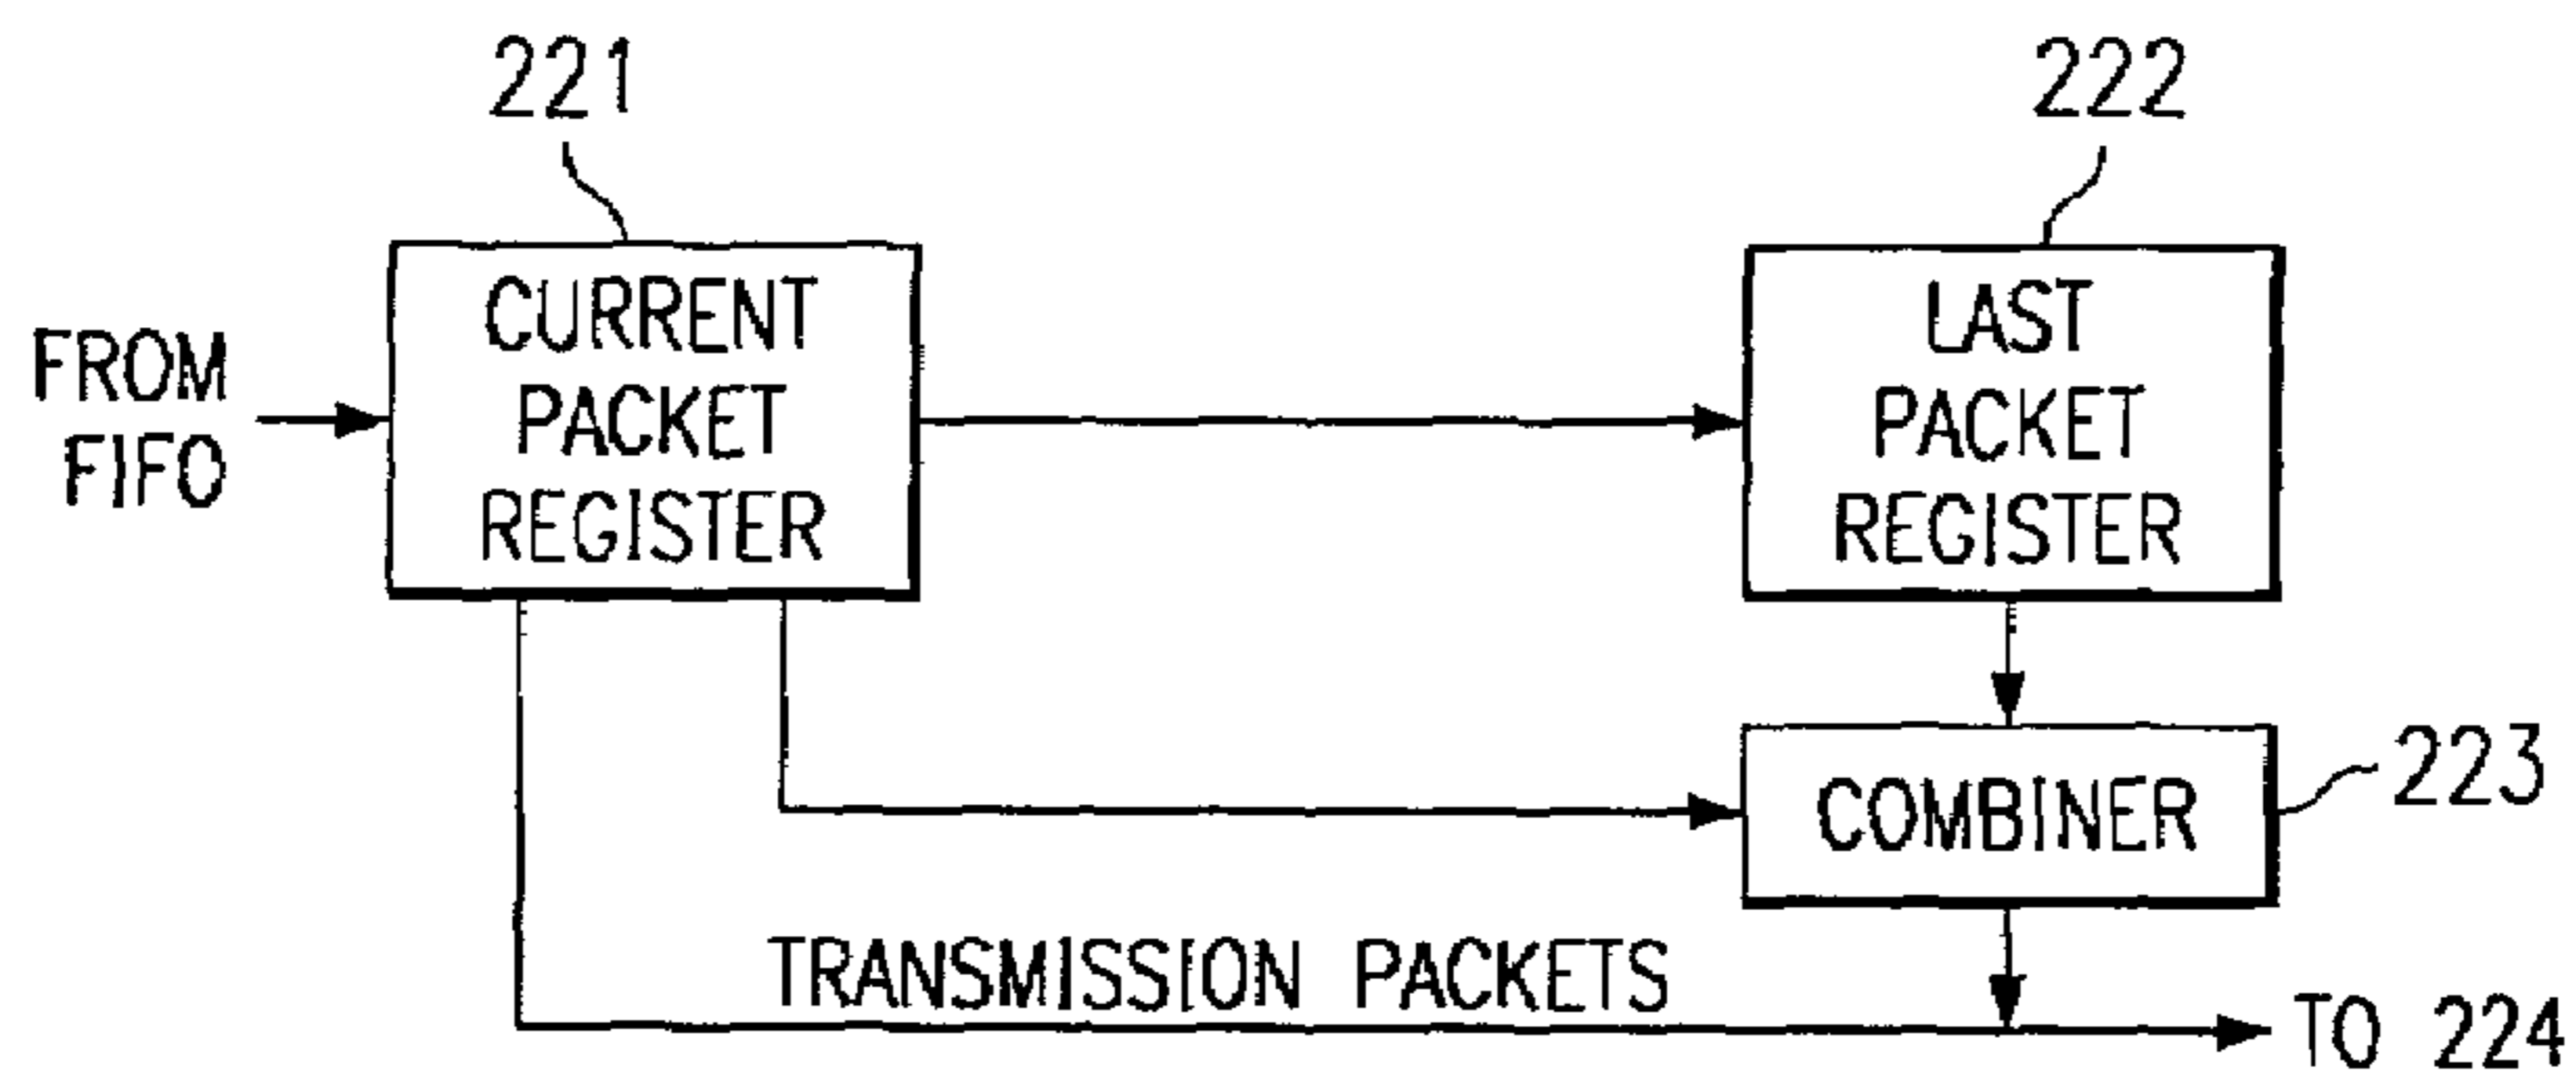 221
222
FROM
FIFO
CURRENT
PACKET
REGISTER
LAST
PACKET
REGISTER
COMBINER
223
TRANSMISSION PACKETS
TO 224